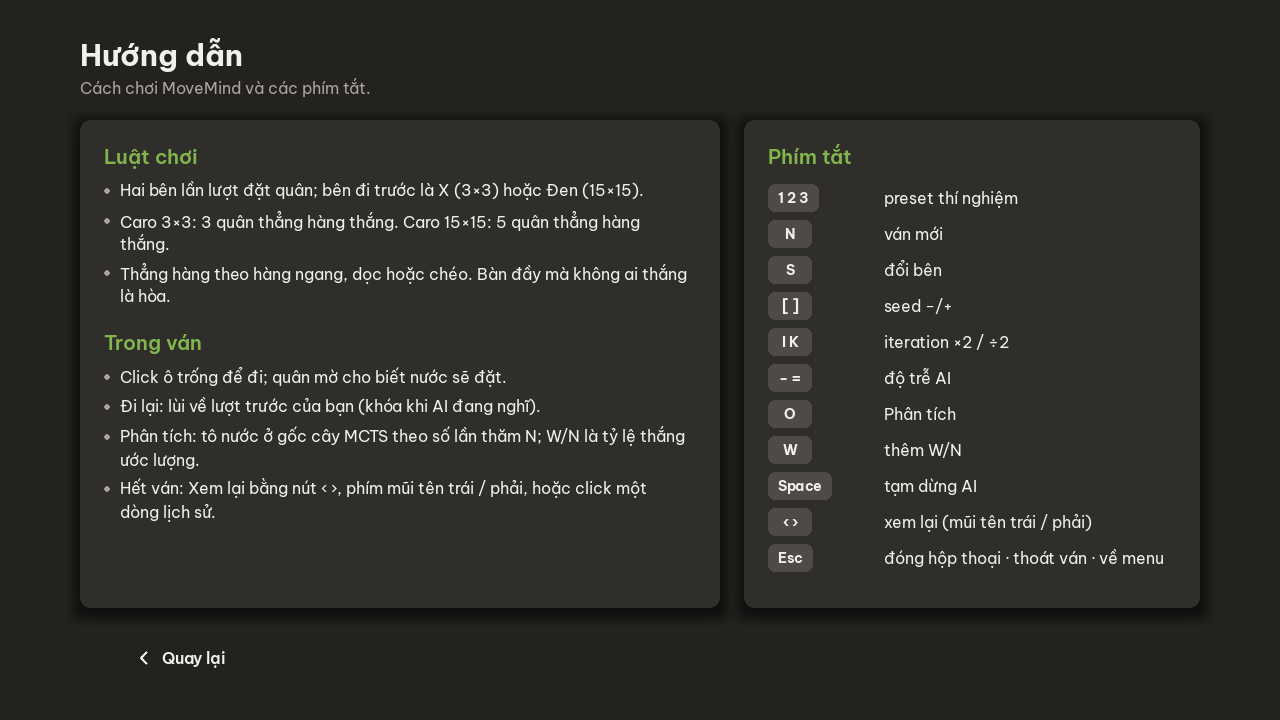 Hướng dẫn
Cách chơi MoveMind và các phím tắt.
Luật chơi
Hai bên lần lượt đặt quân; bên đi trước là X (3×3) hoặc Đen (15×15).
Caro 3×3: 3 quân thẳng hàng thắng. Caro 15×15: 5 quân thẳng hàng
thắng.
Thẳng hàng theo hàng ngang, dọc hoặc chéo. Bàn đầy mà không ai thắng
là hòa.
Trong ván
Click ô trống để đi; quân mờ cho biết nước sẽ đặt.
Đi lại: lùi về lượt trước của bạn (khóa khi AI đang nghĩ).
Phân tích: tô nước ở gốc cây MCTS theo số lần thăm N; W/N là tỷ lệ thắng
ước lượng.
Hết ván: Xem lại bằng nút < >, phím mũi tên trái / phải, hoặc click một
dòng lịch sử.
Phím tắt
1 2 3 preset thí nghiệm
N ván mới
S đổi bên
[ ] seed −/+
I K iteration ×2 / ÷2
- = độ trễ AI
O Phân tích
W thêm W/N
Space tạm dừng AI
< > xem lại (mũi tên trái / phải)
Esc đóng hộp thoại · thoát ván · về menu
Quay lại